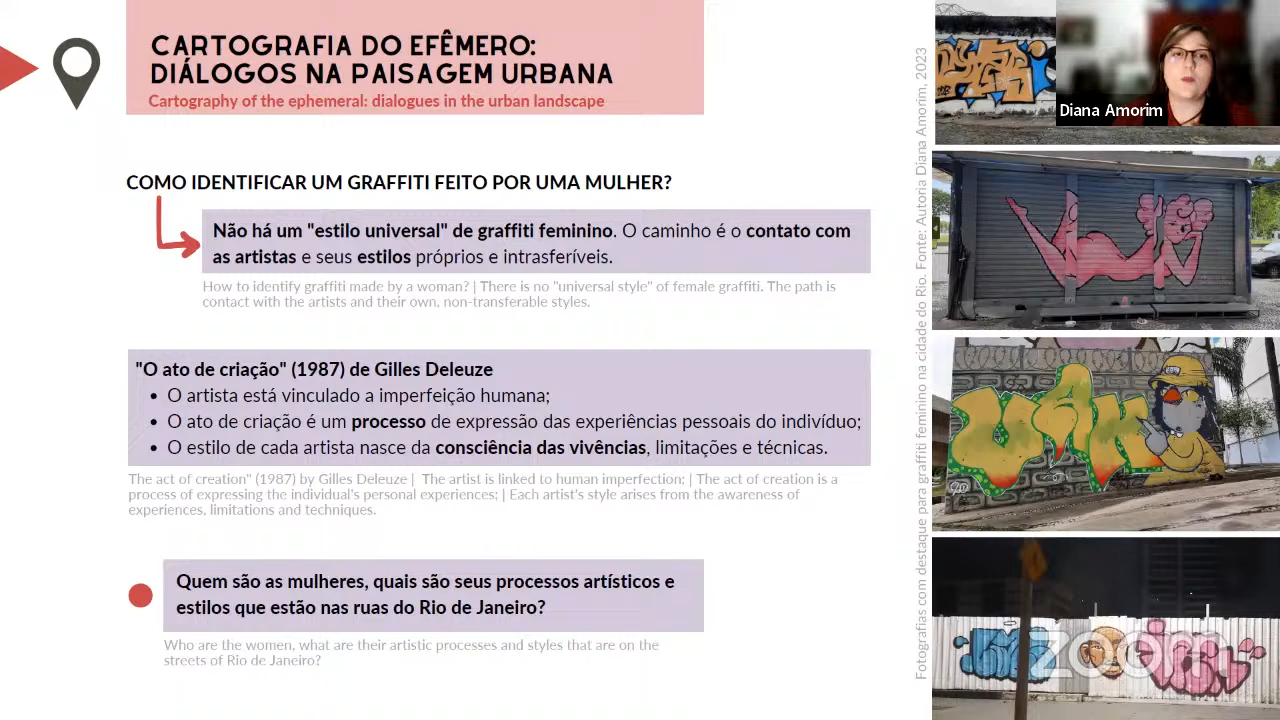 CARTOGRAFIA DO EFÊMERO:
DIÁLOGOS NA PAISAGEM URBANA
Cartography of the ephemeral: dialogues in the urban landscape
COMO IDENTIFICAR UM GRAFFITI FEITO POR UMA MULHER?
Não há um "estilo universal" de graffiti feminino. O caminho é o contato com
as artistas e seus estilos próprios e intrasferíveis.
How to identify graffiti made by a woman? | There is no "universal style" of female graffiti. The path is
contact with the artists and their own, non-transferable styles.
"O ato de criação" (1987) de Gilles Deleuze
• O artista está vinculado a imperfeição humana;
• O ato de criação é um processo de expressão das experiências pessoais do indivíduo;
• O estilo de cada artista nasce da consciência das vivências, limitações e técnicas.
The act of creation" (1987) by Gilles Deleuze | The artist is linked to human imperfection; | The act of creation is a
process of expressing the individual's personal experiences; | Each artist's style arises from the awareness of
experiences, limitations and techniques.
Quem são as mulheres, quais são seus processos artísticos e
estilos que estão nas ruas do Rio de Janeiro?
Who are the women, what are their artistic processes and styles that are on the
streets of Rio de Janeiro?
Fotografias com destaque para graffiti feminino na cidade do Rio. Fonte: Autoria Diana Amorim, 2023
Diana Amorim
zoom